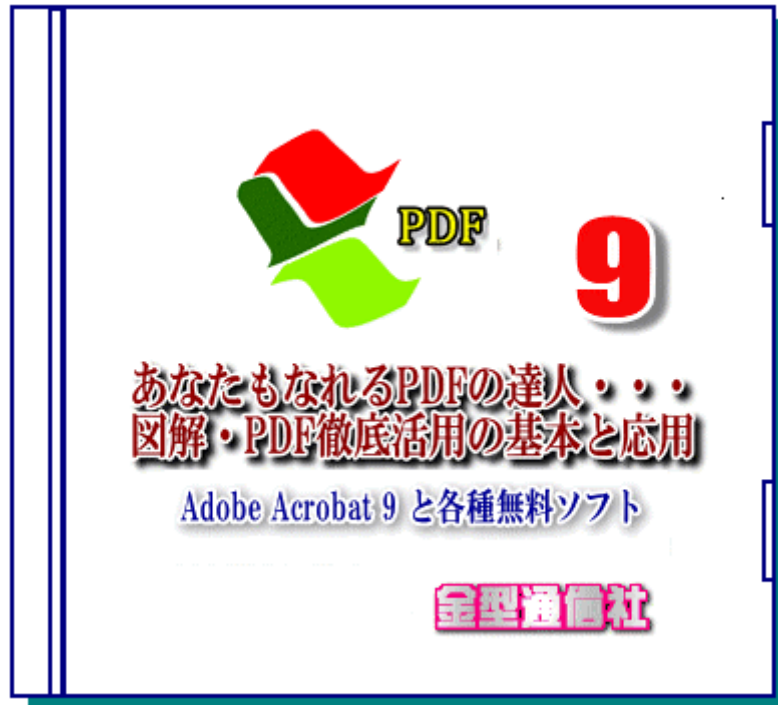 PDF
9
あなたもなれるPDFの達人・・・
図解・PDF徹底活用の基本と応用
Adobe Acrobat 9 と各種無料ソフト
金型通信社